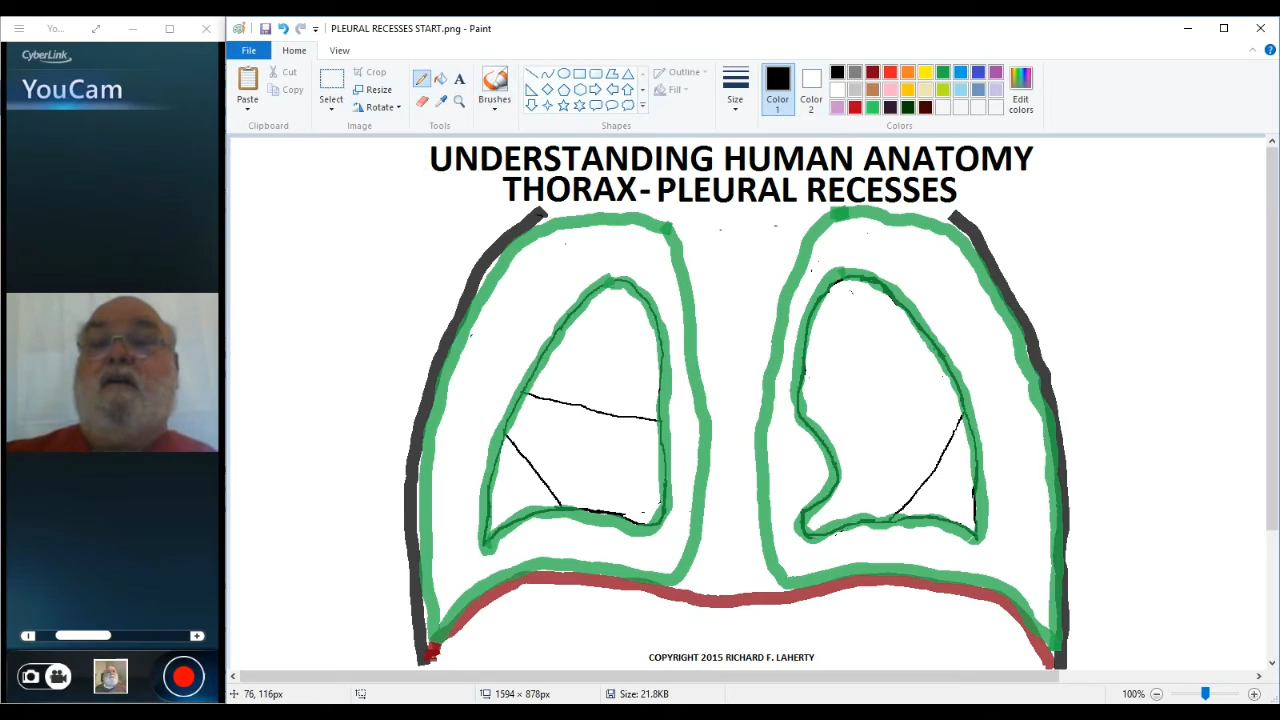 Yo...
CyberLink
YouCam
PLEURAL RECESSES START.png - Paint
File
Home
View
Paste
Cut
Copy
Clipboard
Select
Crop
Resize
Rotate
Image
A
Tools
Brushes
Outline
Fill
Shapes
Size
Color
1
Color
2
Edit
colors
Colors
UNDERSTANDING HUMAN ANATOMY
THORAX- PLEURAL RECESSES
COPYRIGHT 2015 RICHARD F. LAHERTY
76, 116px
1594 × 878px
Size: 21.8KB
100%